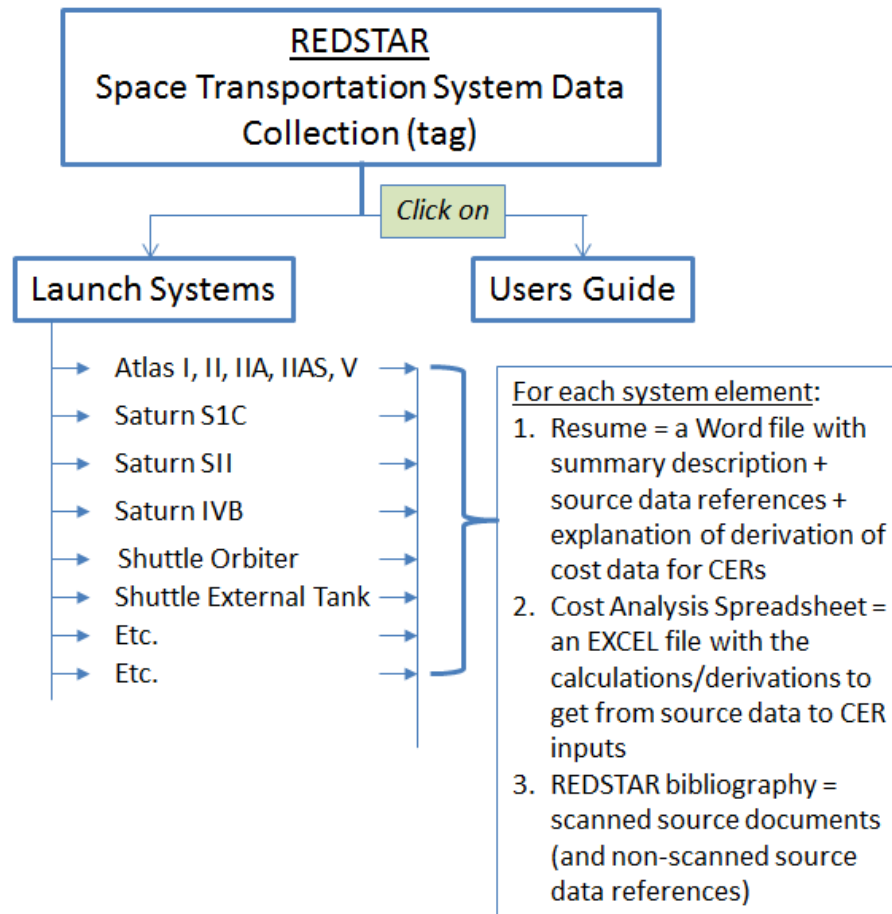 REDSTAR
Space Transportation System Data
Collection (tag)
Click on
Launch Systems
Users Guide
Atlas I, II, IIA, IIAS, V
Saturn S1C
Saturn SII
Saturn IVB
Shuttle Orbiter
Shuttle External Tank
Etc.
Etc.
For each system element:
1. Resume = a Word file with
summary description +
source data references +
explanation of derivation of
cost data for CERs
2. Cost Analysis Spreadsheet =
an EXCEL file with the
calculations/derivations to
get from source data to CER
inputs
3. REDSTAR bibliography =
scanned source documents
(and non-scanned source
data references)